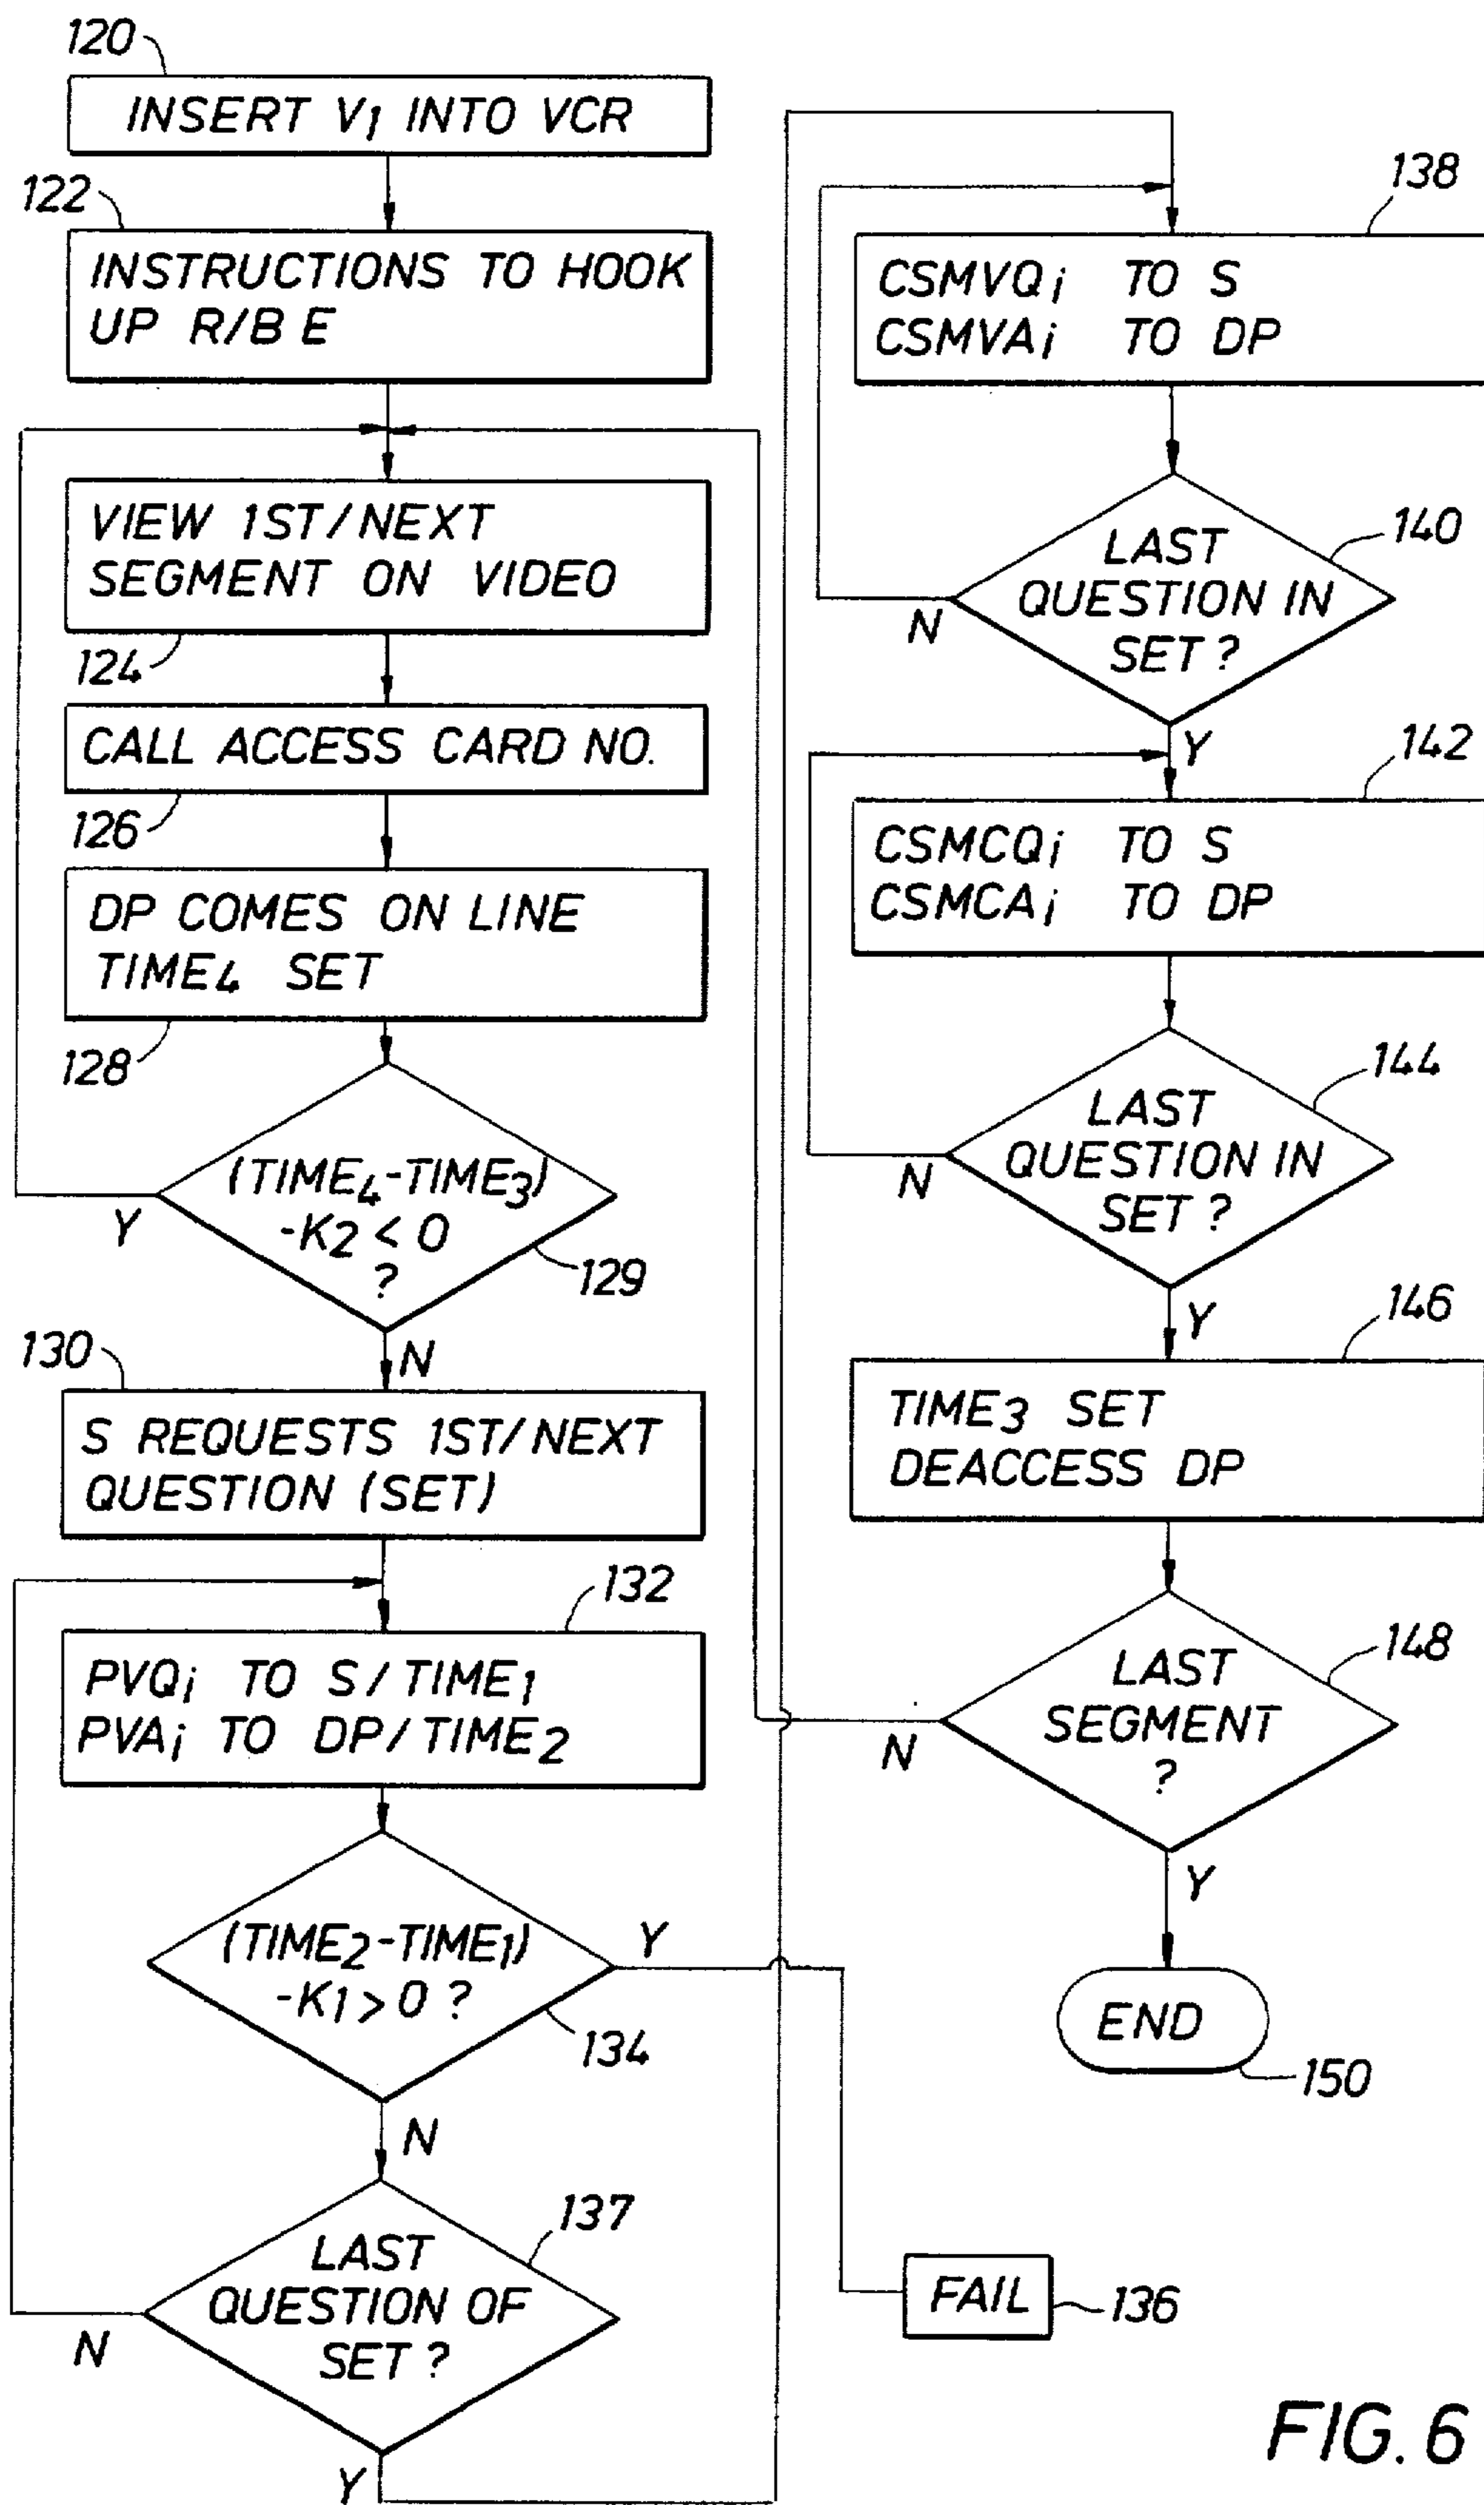 120
INSERT V1 INTO VCR
122
INSTRUCTIONS TO HOOK
UP R/B E
VIEW 1ST/NEXT
SEGMENT ON VIDEO
124
CALL ACCESS CARD NO.
126
DP COMES ON LINE
TIME4 SET
128
(TIME4-TIME3)
-K2 < 0
?
Y
129
N
130
S REQUESTS 1ST/NEXT
QUESTION (SET)
132
PVQi TO S/TIME1
PVAi TO DP/TIME2
(TIME2-TIME1)
-K1 > 0 ?
Y
134
N
137
LAST
QUESTION OF
SET ?
N
Y
138
CSMVQi TO S
CSMVAi TO DP
140
LAST
QUESTION IN
SET ?
N
Y
142
CSMCQi TO S
CSMCAi TO DP
144
LAST
QUESTION IN
SET ?
N
Y
146
TIME3 SET
DEACCESS DP
148
LAST
SEGMENT
?
N
Y
END
150
FAIL
136
FIG. 6